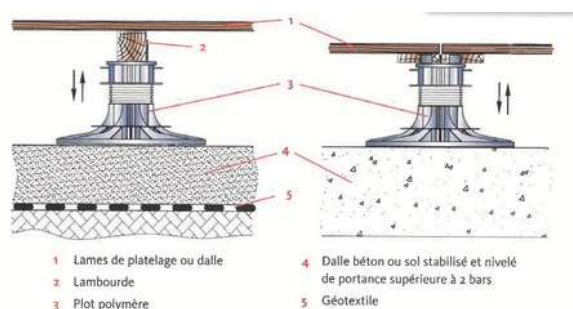 1
2
3
4
5
1 Lames de platelage ou dalle
2 Lambourde
3 Plot polymère
4 Dalle béton ou sol stabilisé et nivelé
de portance supérieure à 2 bars
5 Géotextile